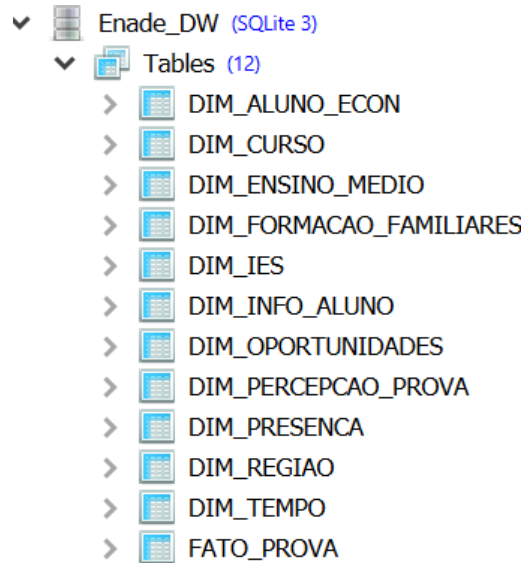 Enade_DW (SQLite 3)
Tables (12)
DIM_ALUNO_ECON
DIM_CURSO
DIM_ENSINO_MEDIO
DIM_FORMACAO_FAMILIARES
DIM_IES
DIM_INFO_ALUNO
DIM_OPORTUNIDADES
DIM_PERCEPCAO_PROVA
DIM_PRESENCA
DIM_REGIAO
DIM_TEMPO
FATO_PROVA